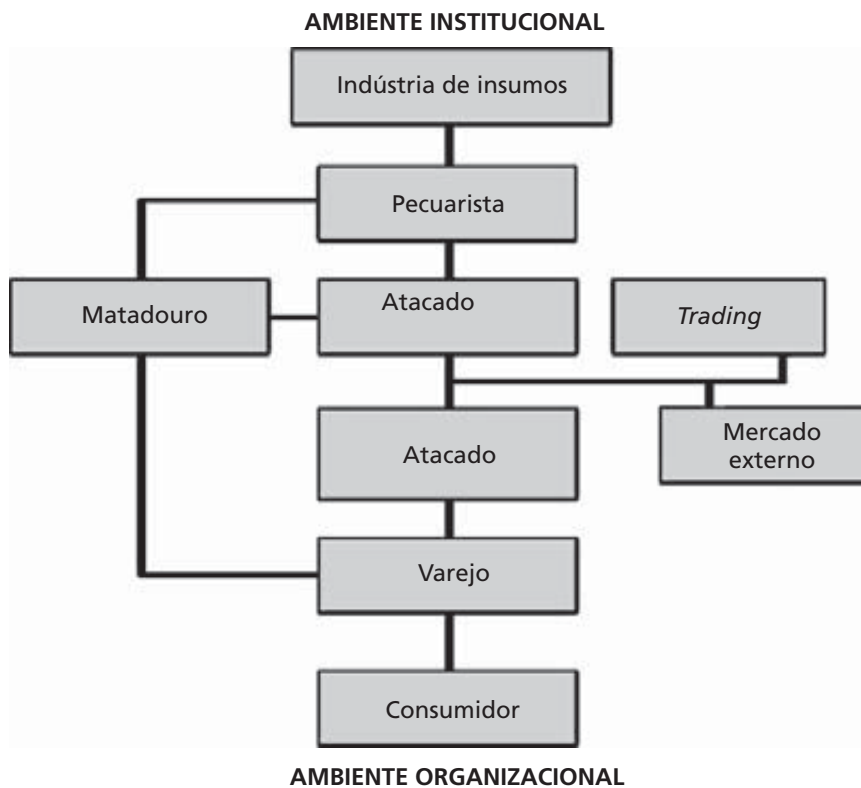 AMBIENTE INSTITUCIONAL
Indústria de insumos
Pecuarista
Matadouro
Atacado
Trading
Mercado
externo
Atacado
Varejo
Consumidor
AMBIENTE ORGANIZACIONAL